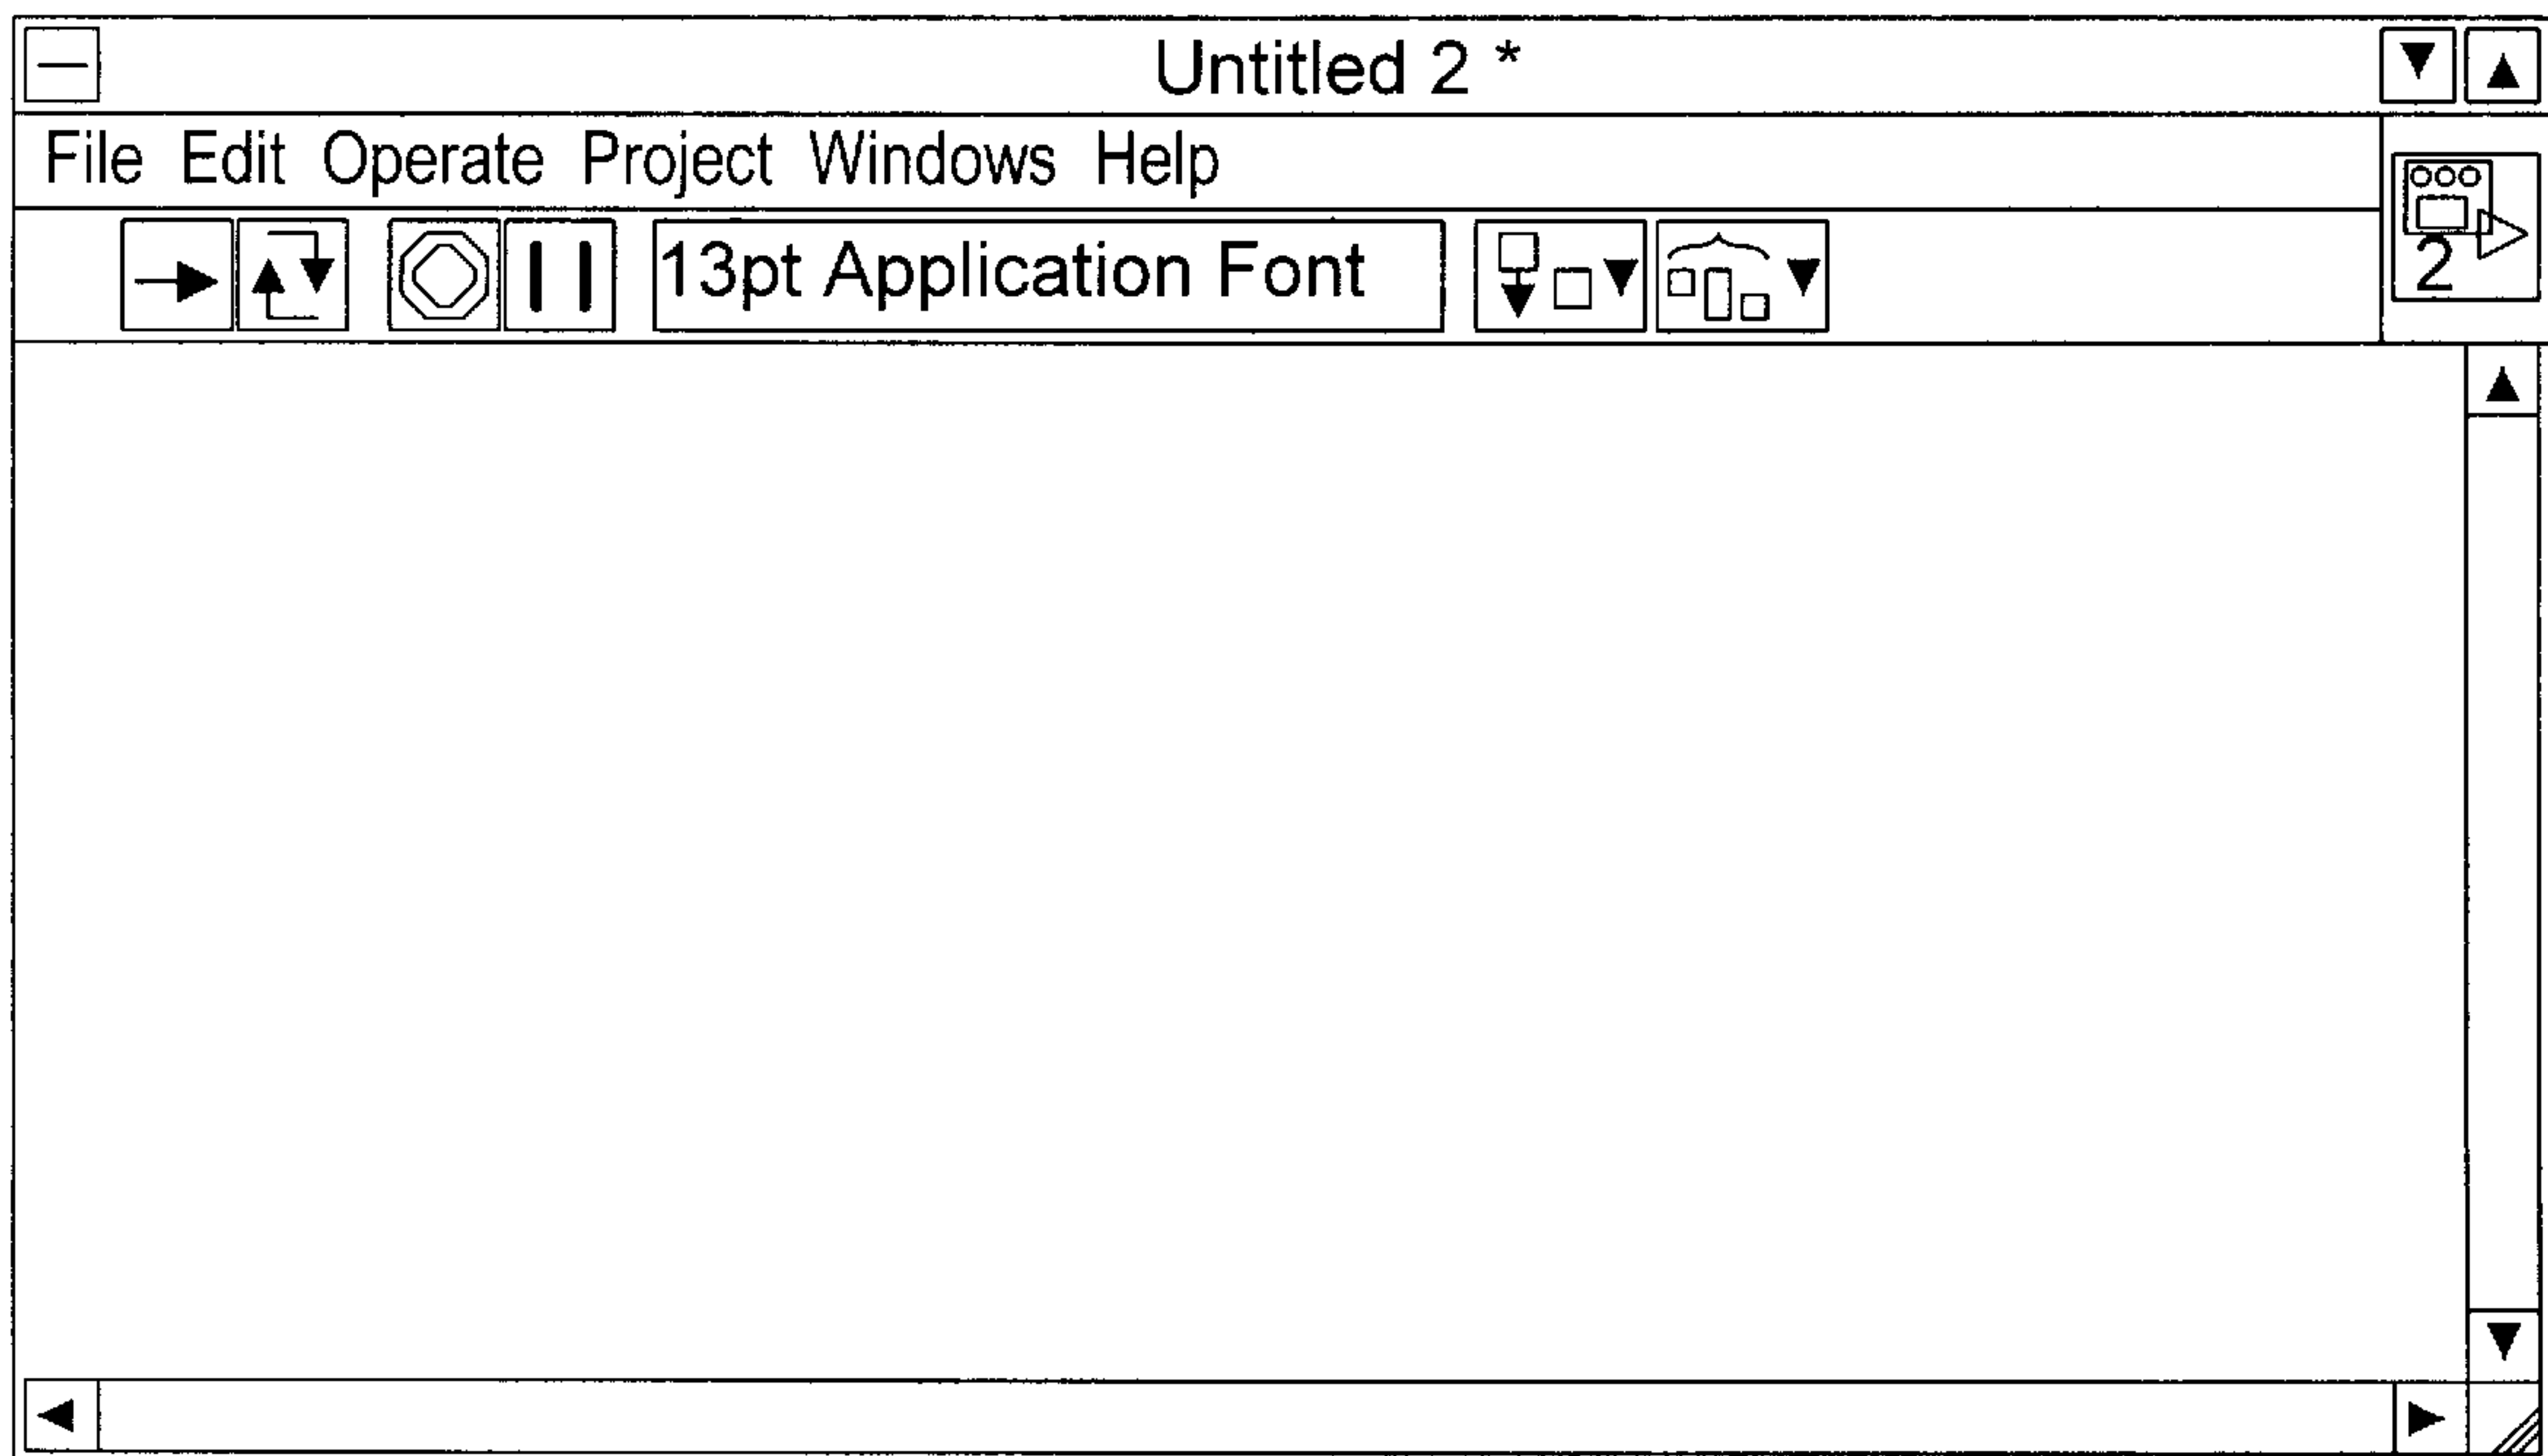 Untitled 2 *
File Edit Operate Project Windows Help
13pt Application Font
2